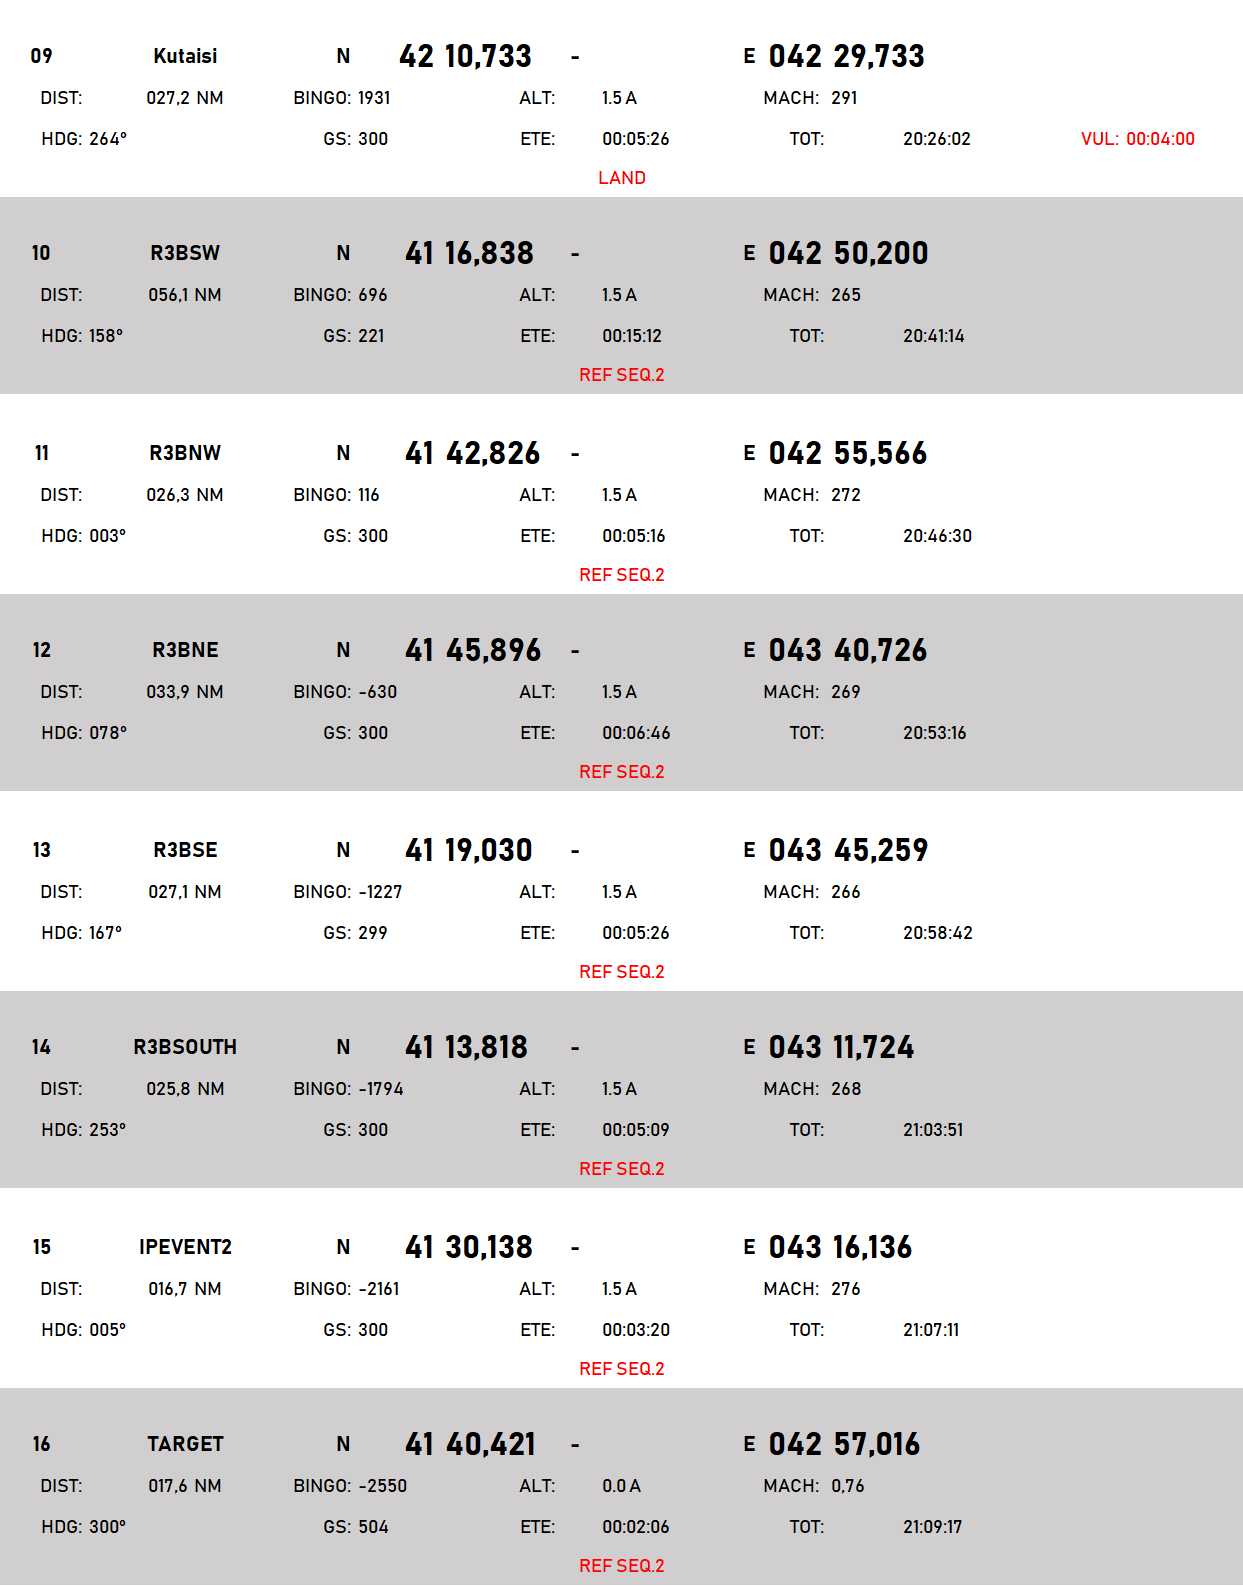 09 Kutaisi N 42 10,733 - E 042 29,733
DIST: 027,2 NM BINGO: 1931 ALT: 1.5 A MACH: 291
HDG: 264º GS: 300 ETE: 00:05:26 TOT: 20:26:02 VUL: 00:04:00
LAND
10 R3BSW N 41 16,838 - E 042 50,200
DIST: 056,1 NM BINGO: 696 ALT: 1.5 A MACH: 265
HDG: 158º GS: 221 ETE: 00:15:12 TOT: 20:41:14
REF SEQ.2
11 R3BNW N 41 42,826 - E 042 55,566
DIST: 026,3 NM BINGO: 116 ALT: 1.5 A MACH: 272
HDG: 003º GS: 300 ETE: 00:05:16 TOT: 20:46:30
REF SEQ.2
12 R3BNE N 41 45,896 - E 043 40,726
DIST: 033,9 NM BINGO: -630 ALT: 1.5 A MACH: 269
HDG: 078º GS: 300 ETE: 00:06:46 TOT: 20:53:16
REF SEQ.2
13 R3BSE N 41 19,030 - E 043 45,259
DIST: 027,1 NM BINGO: -1227 ALT: 1.5 A MACH: 266
HDG: 167º GS: 299 ETE: 00:05:26 TOT: 20:58:42
REF SEQ.2
14 R3BSOUTH N 41 13,818 - E 043 11,724
DIST: 025,8 NM BINGO: -1794 ALT: 1.5 A MACH: 268
HDG: 253º GS: 300 ETE: 00:05:09 TOT: 21:03:51
REF SEQ.2
15 IPEVENT2 N 41 30,138 - E 043 16,136
DIST: 016,7 NM BINGO: -2161 ALT: 1.5 A MACH: 276
HDG: 005º GS: 300 ETE: 00:03:20 TOT: 21:07:11
REF SEQ.2
16 TARGET N 41 40,421 - E 042 57,016
DIST: 017,6 NM BINGO: -2550 ALT: 0.0 A MACH: 0,76
HDG: 300º GS: 504 ETE: 00:02:06 TOT: 21:09:17
REF SEQ.2